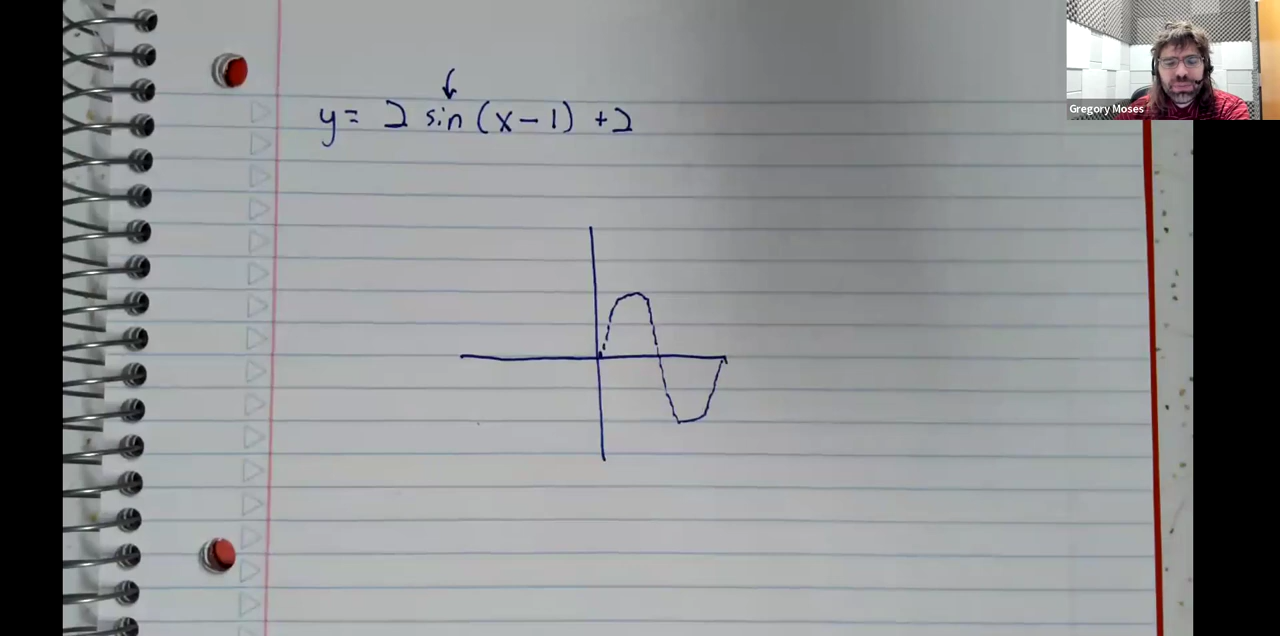 Gregory Moses
y = 2 sin (x - 1) + 2